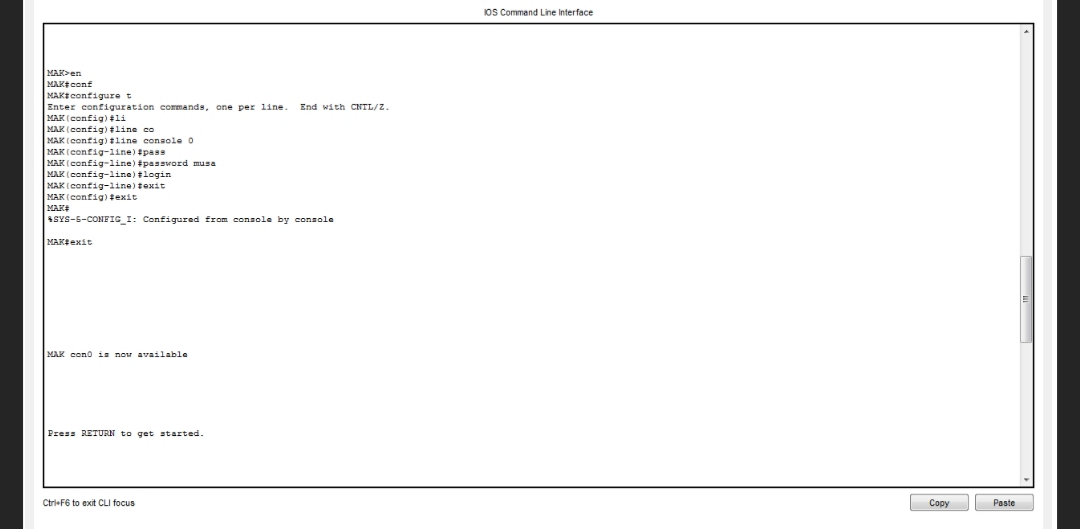 IOS Command Line Interface
MAK>en
MAK#conf
MAK#configure t
Enter configuration commands, one per line.  End with CNTL/Z.
MAK(config)#li
MAK(config)#line co
MAK(config)#line console 0
MAK(config-line)#pass
MAK(config-line)#password musa
MAK(config-line)#login
MAK(config-line)#exit
MAK(config)#exit
MAK#
%SYS-5-CONFIG_I: Configured from console by console
MAK#exit
MAK con0 is now available
Press RETURN to get started.
Ctrl+F6 to exit CLI focus
Copy
Paste